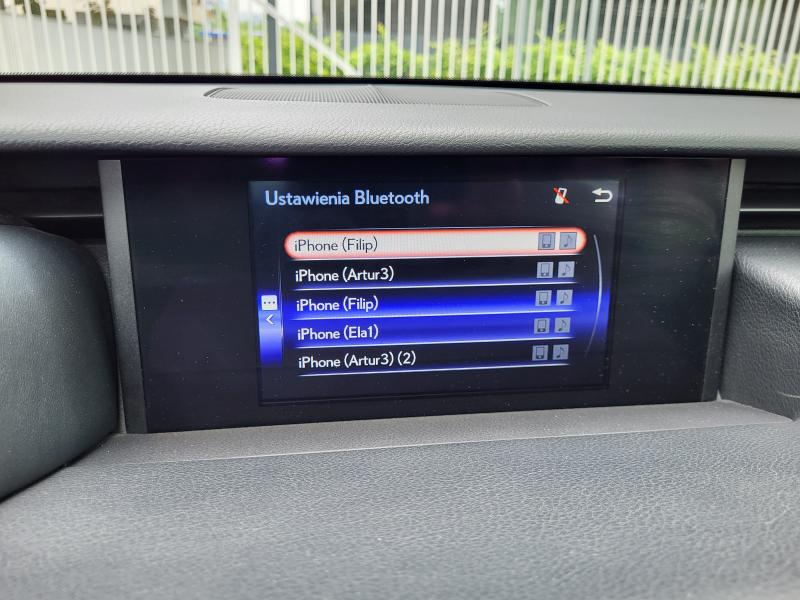 Ustawienia Bluetooth
iPhone (Filip)
iPhone (Artur3)
iPhone (Filip)
iPhone (Ela1)
iPhone (Artur3) (2)